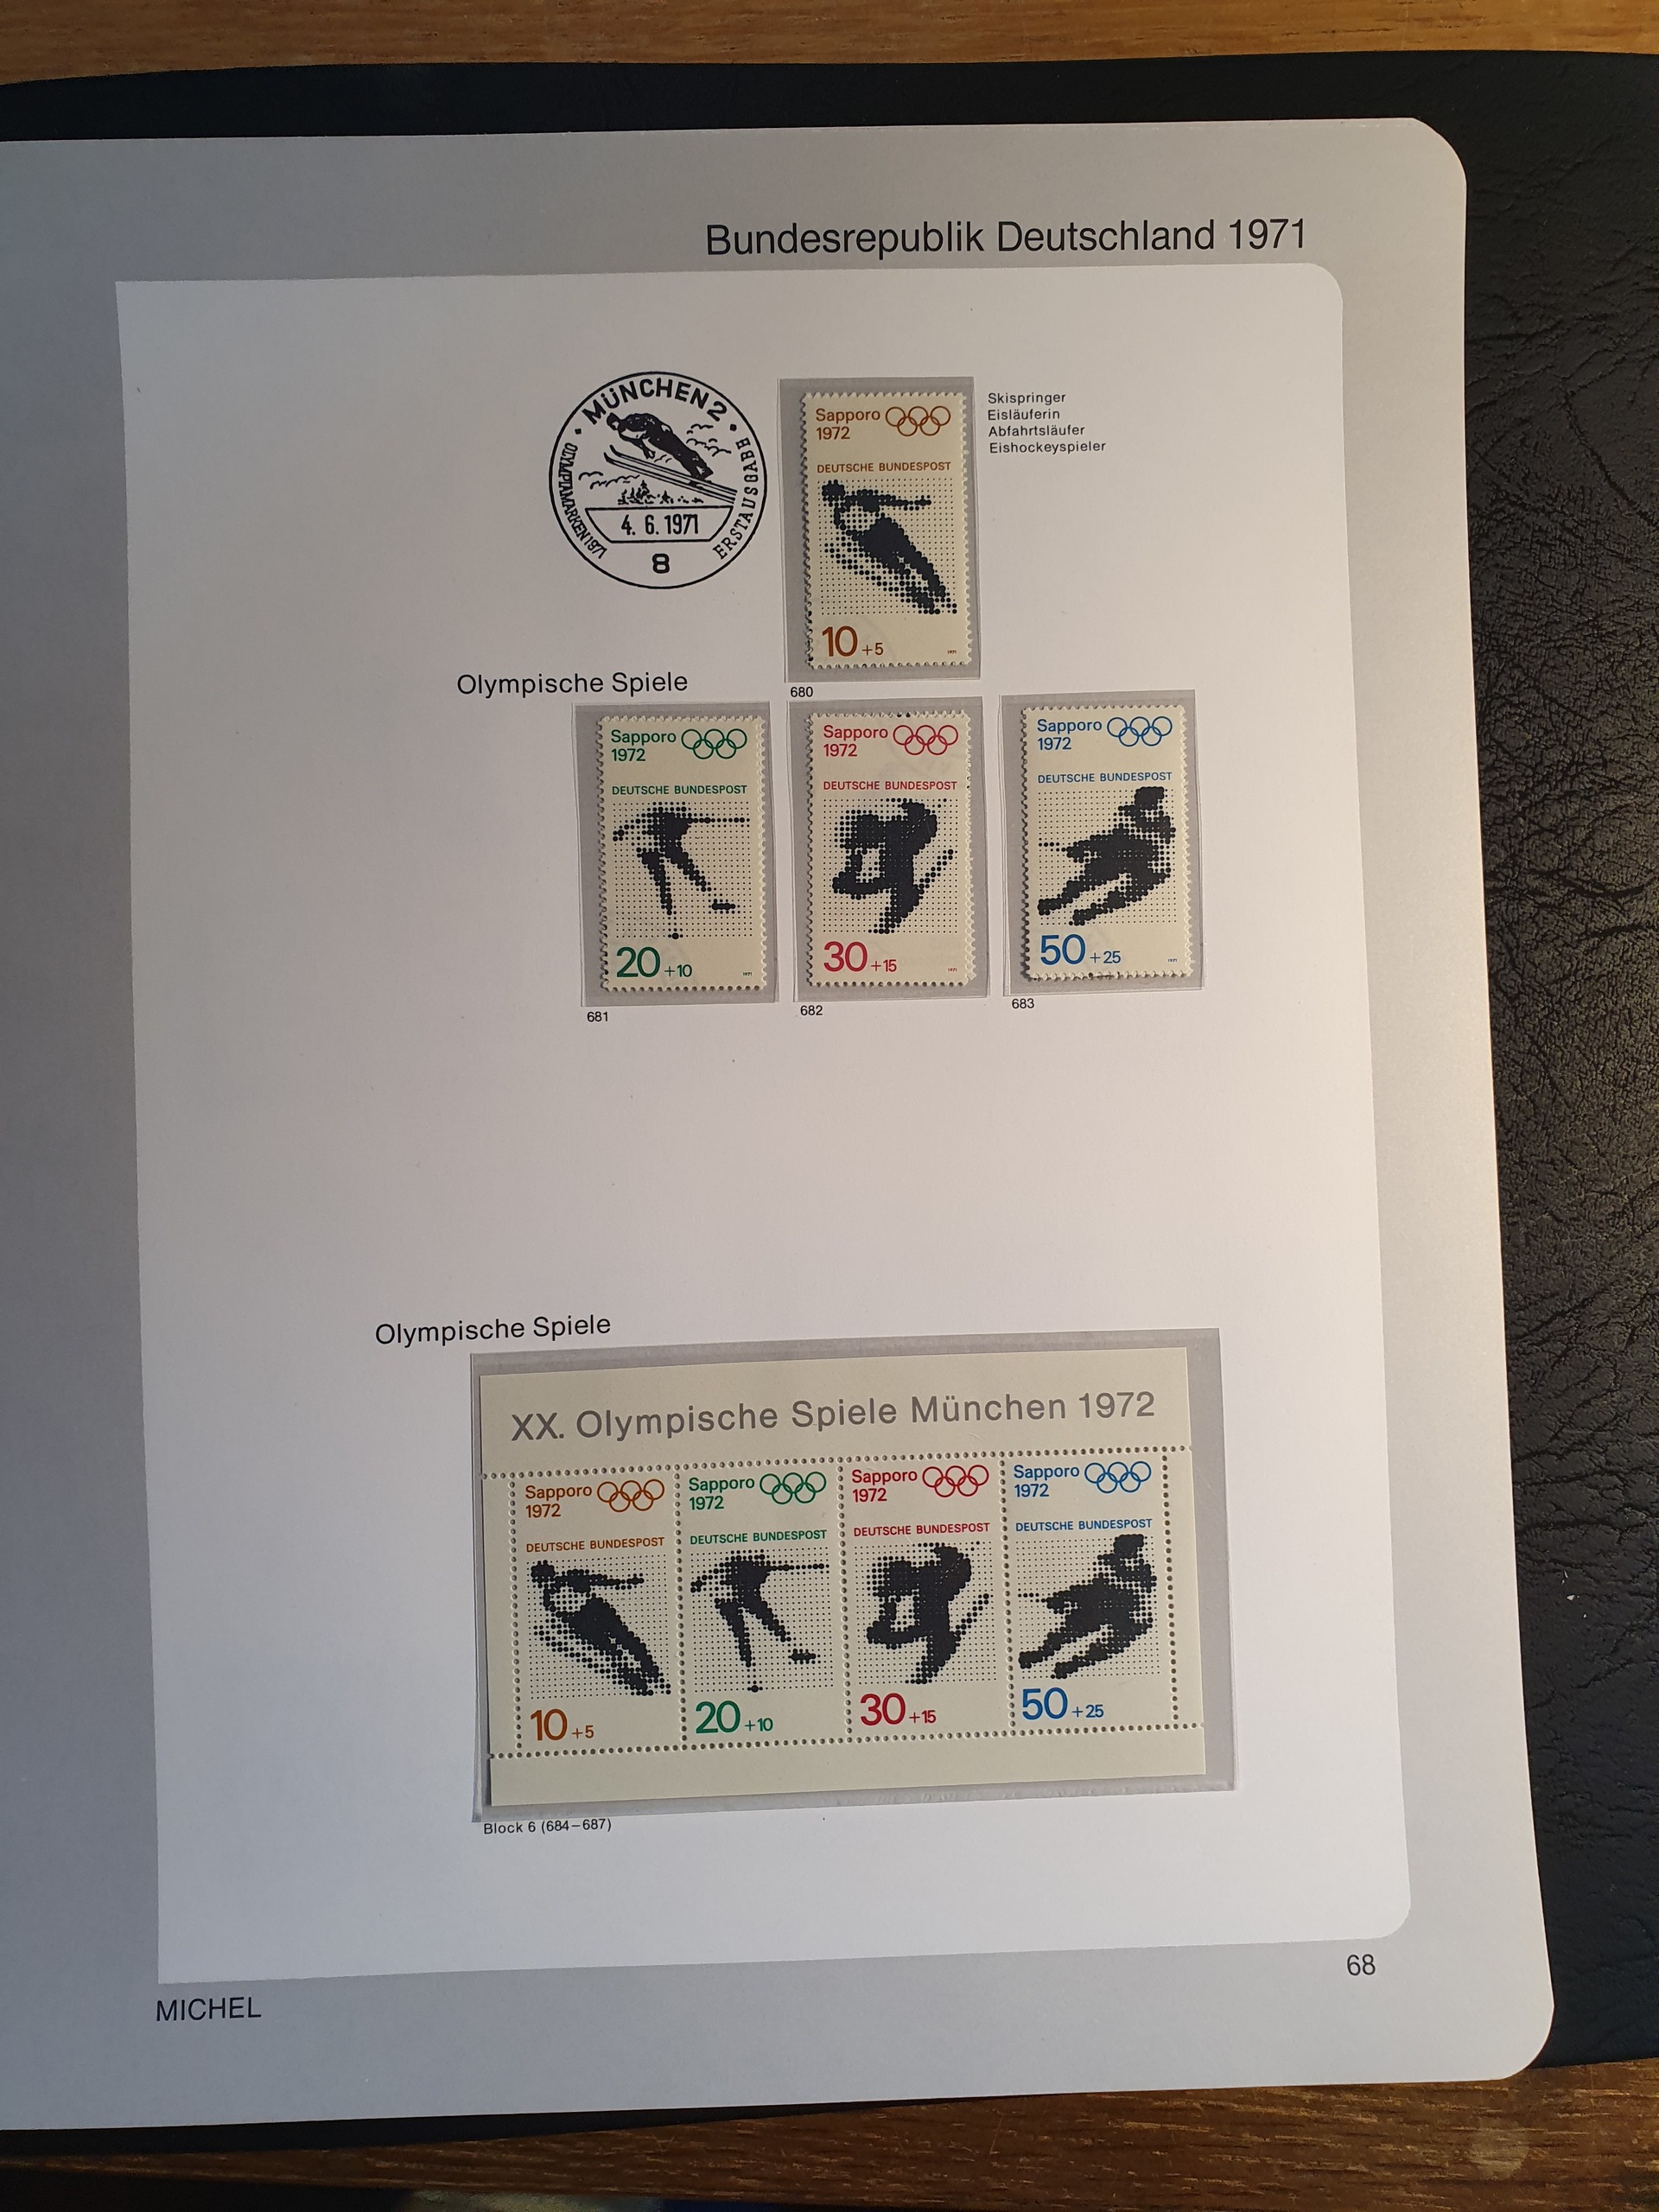 Bundesrepublik Deutschland 1971
MÜNCHEN 2
OLYMPIAMARKEN 1971
ERSTAUSGABE
4. 6. 1971
8
Sapporo
1972
DEUTSCHE BUNDESPOST
10 +5
1971
Skispringer
Eisläuferin
Abfahrtsläufer
Eishockeyspieler
Olympische Spiele
680
Sapporo
1972
DEUTSCHE BUNDESPOST
20 +10
1971
681
Sapporo
1972
DEUTSCHE BUNDESPOST
30 +15
1971
682
Sapporo
1972
DEUTSCHE BUNDESPOST
50 +25
1971
683
Olympische Spiele
XX. Olympische Spiele München 1972
Sapporo
1972
DEUTSCHE BUNDESPOST
10 +5
Sapporo
1972
DEUTSCHE BUNDESPOST
20 +10
Sapporo
1972
DEUTSCHE BUNDESPOST
30 +15
Sapporo
1972
DEUTSCHE BUNDESPOST
50 +25
Block 6 (684–687)
68
MICHEL